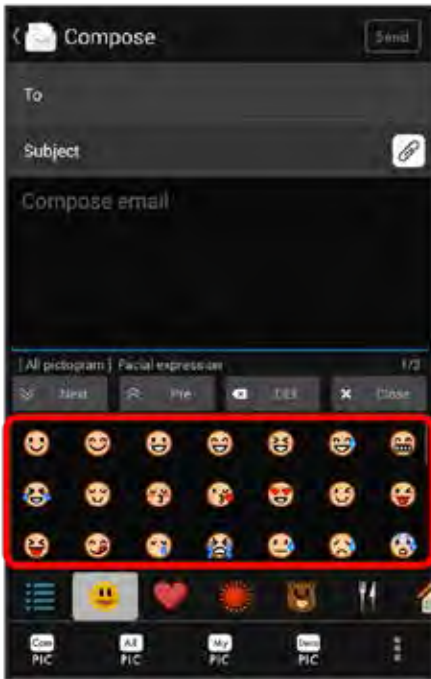 Compose Send
To
Subject
Compose email
[ All pictogram ] Facial expression 1/3
Next Pre DEL Close
Com PIC All PIC My PIC Deco PIC